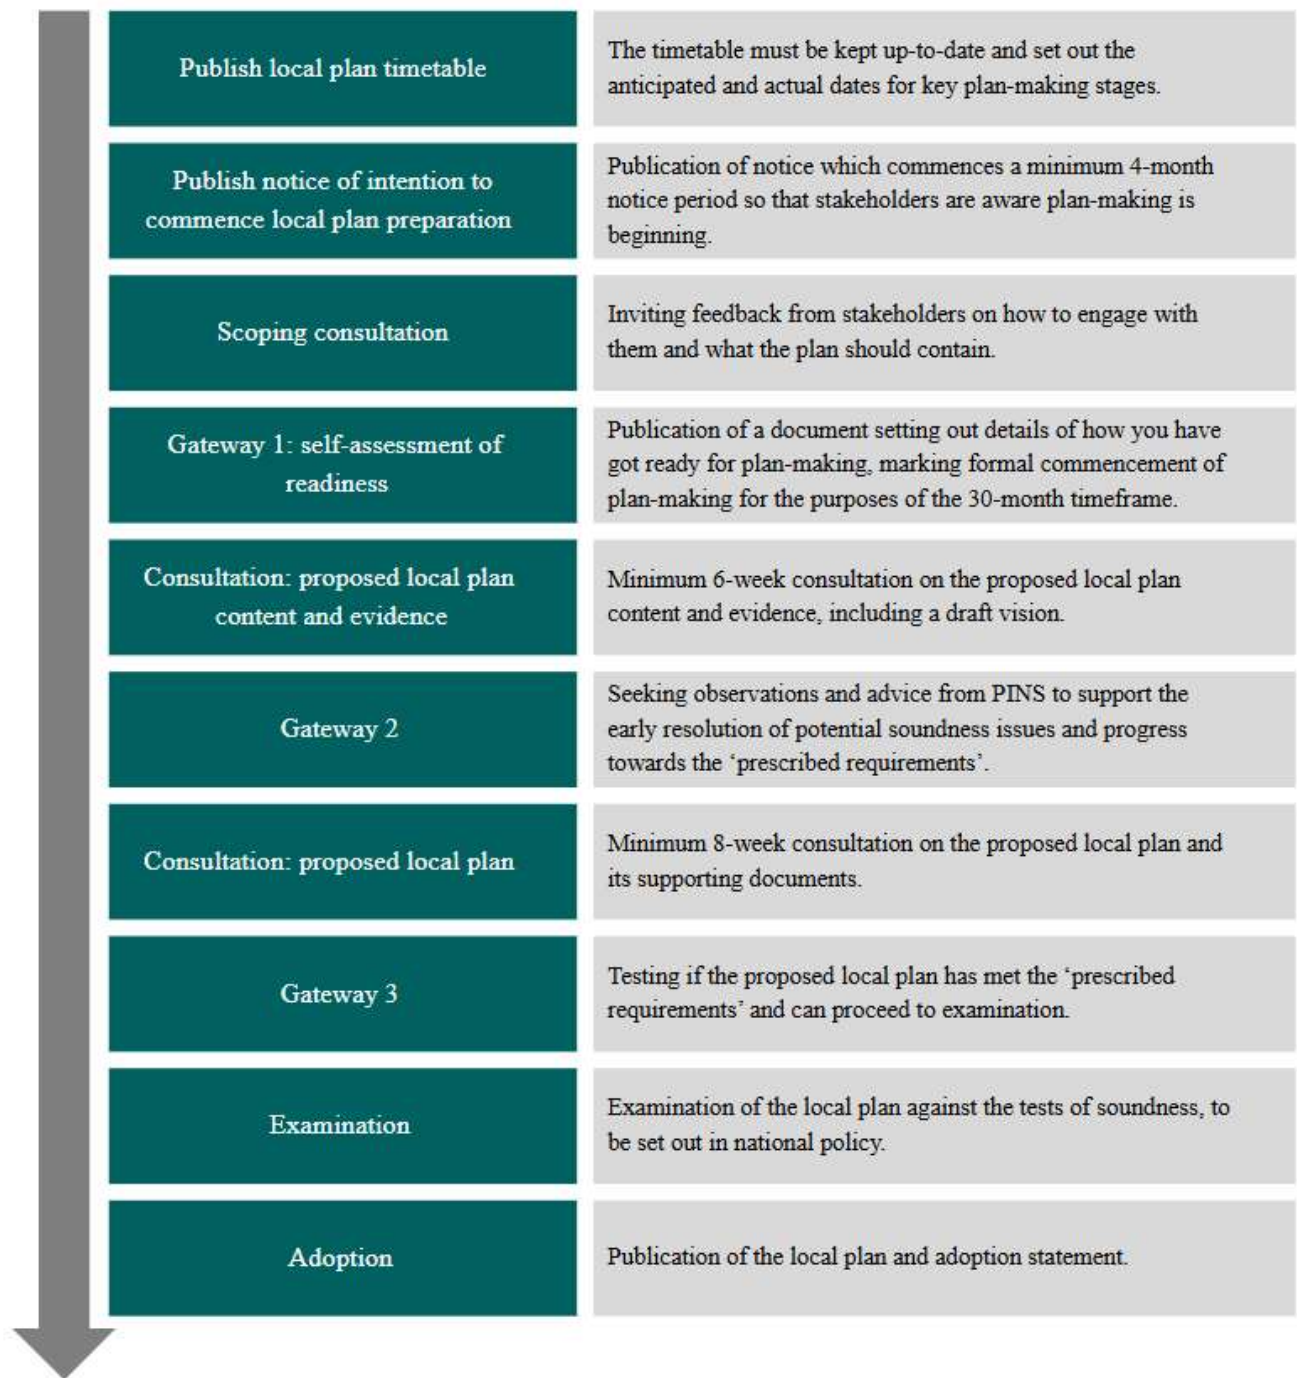 Publish local plan timetable
The timetable must be kept up-to-date and set out the
anticipated and actual dates for key plan-making stages.
Publish notice of intention to
commence local plan preparation
Publication of notice which commences a minimum 4-month
notice period so that stakeholders are aware plan-making is
beginning.
Scoping consultation
Inviting feedback from stakeholders on how to engage with
them and what the plan should contain.
Gateway 1: self-assessment of
readiness
Publication of a document setting out details of how you have
got ready for plan-making, marking formal commencement of
plan-making for the purposes of the 30-month timeframe.
Consultation: proposed local plan
content and evidence
Minimum 6-week consultation on the proposed local plan
content and evidence, including a draft vision.
Gateway 2
Seeking observations and advice from PINS to support the
early resolution of potential soundness issues and progress
towards the ‘prescribed requirements’.
Consultation: proposed local plan
Minimum 8-week consultation on the proposed local plan and
its supporting documents.
Gateway 3
Testing if the proposed local plan has met the ‘prescribed
requirements’ and can proceed to examination.
Examination
Examination of the local plan against the tests of soundness, to
be set out in national policy.
Adoption
Publication of the local plan and adoption statement.